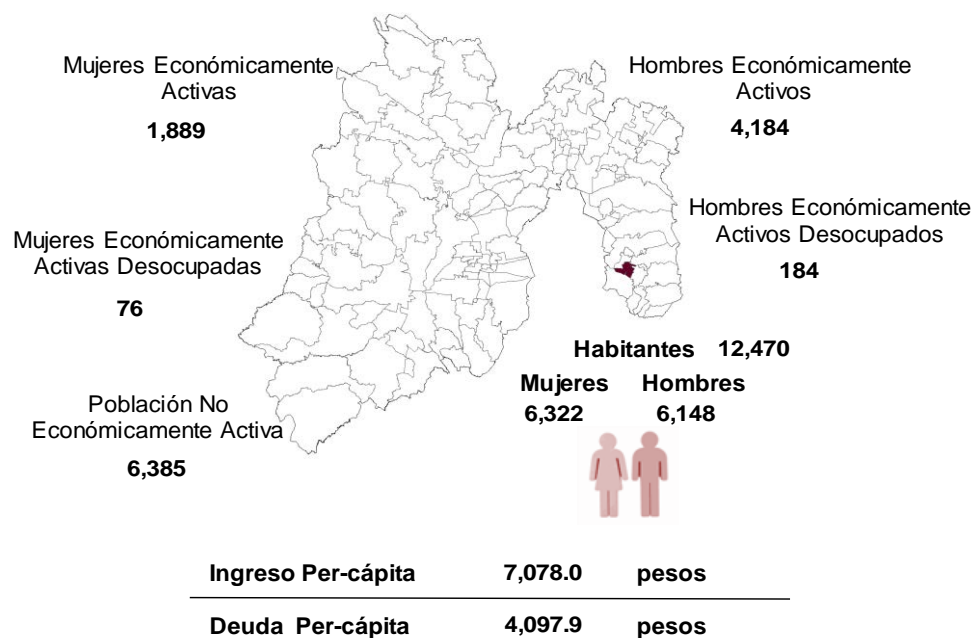 Mujeres Económicamente
Activas
1,889
Hombres Económicamente
Activos
4,184
Mujeres Económicamente
Activas Desocupadas
76
Hombres Económicamente
Activos Desocupados
184
Habitantes 12,470
Mujeres Hombres
6,322 6,148
Población No
Económicamente Activa
6,385
Ingreso Per-cápita 7,078.0 pesos
Deuda Per-cápita 4,097.9 pesos